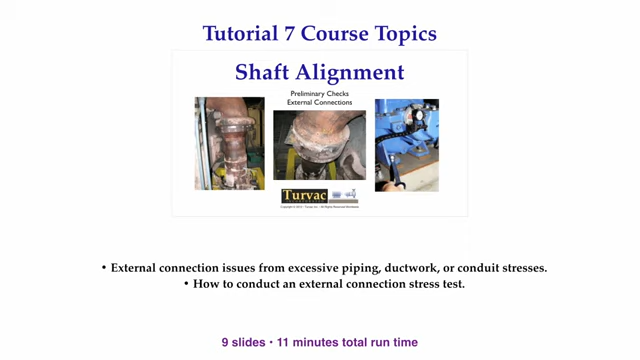 Tutorial 7 Course Topics
Shaft Alignment
Preliminary Checks
External Connections
Turvac
• External connection issues from excessive piping, ductwork, or conduit stresses.
• How to conduct an external connection stress test.
9 slides • 11 minutes total run time